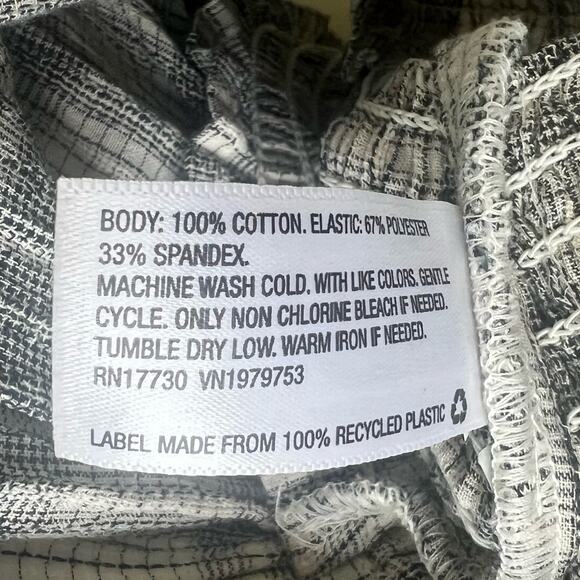 BODY: 100% COTTON. ELASTIC: 67% POLYESTER
33% SPANDEX.
MACHINE WASH COLD. WITH LIKE COLORS. GENTLE
CYCLE. ONLY NON CHLORINE BLEACH IF NEEDED.
TUMBLE DRY LOW. WARM IRON IF NEEDED.
RN17730 VN1979753
LABEL MADE FROM 100% RECYCLED PLASTIC